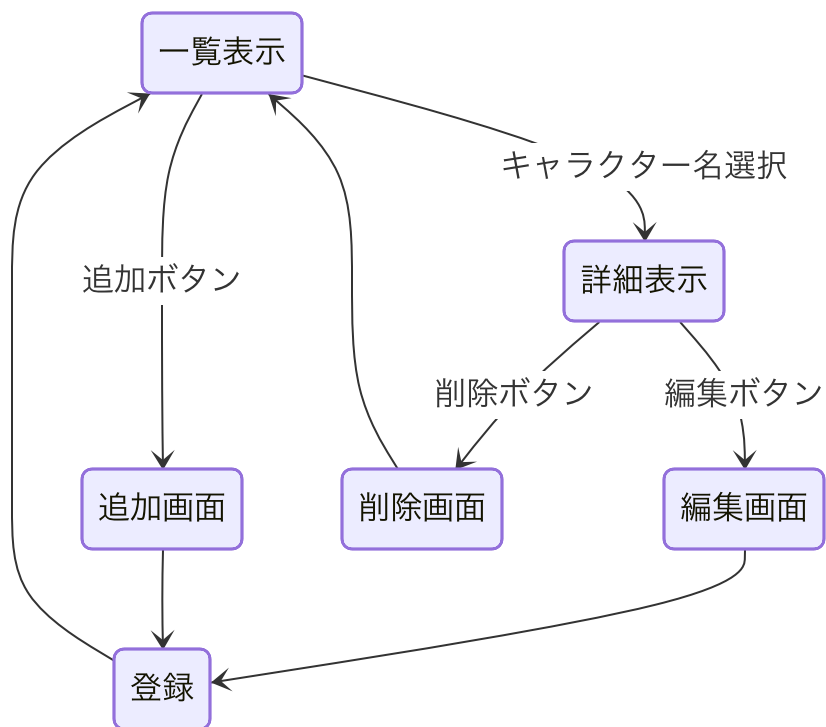 一覧表示
キャラクター名選択
追加ボタン
詳細表示
削除ボタン
編集ボタン
追加画面
削除画面
編集画面
登録